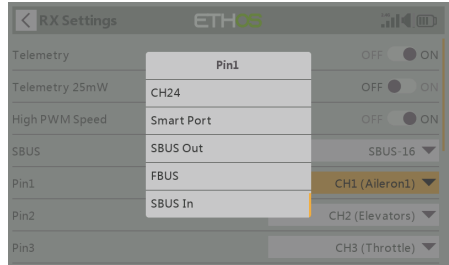 RX Settings
ETHOS
Telemetry
OFF ON
Telemetry 25mW
OFF ON
High PWM Speed
OFF ON
SBUS
SBUS-16
Pin1
CH1 (Aileron1)
Pin2
CH2 (Elevators)
Pin3
CH3 (Throttle)
Pin1
CH24
Smart Port
SBUS Out
FBUS
SBUS In